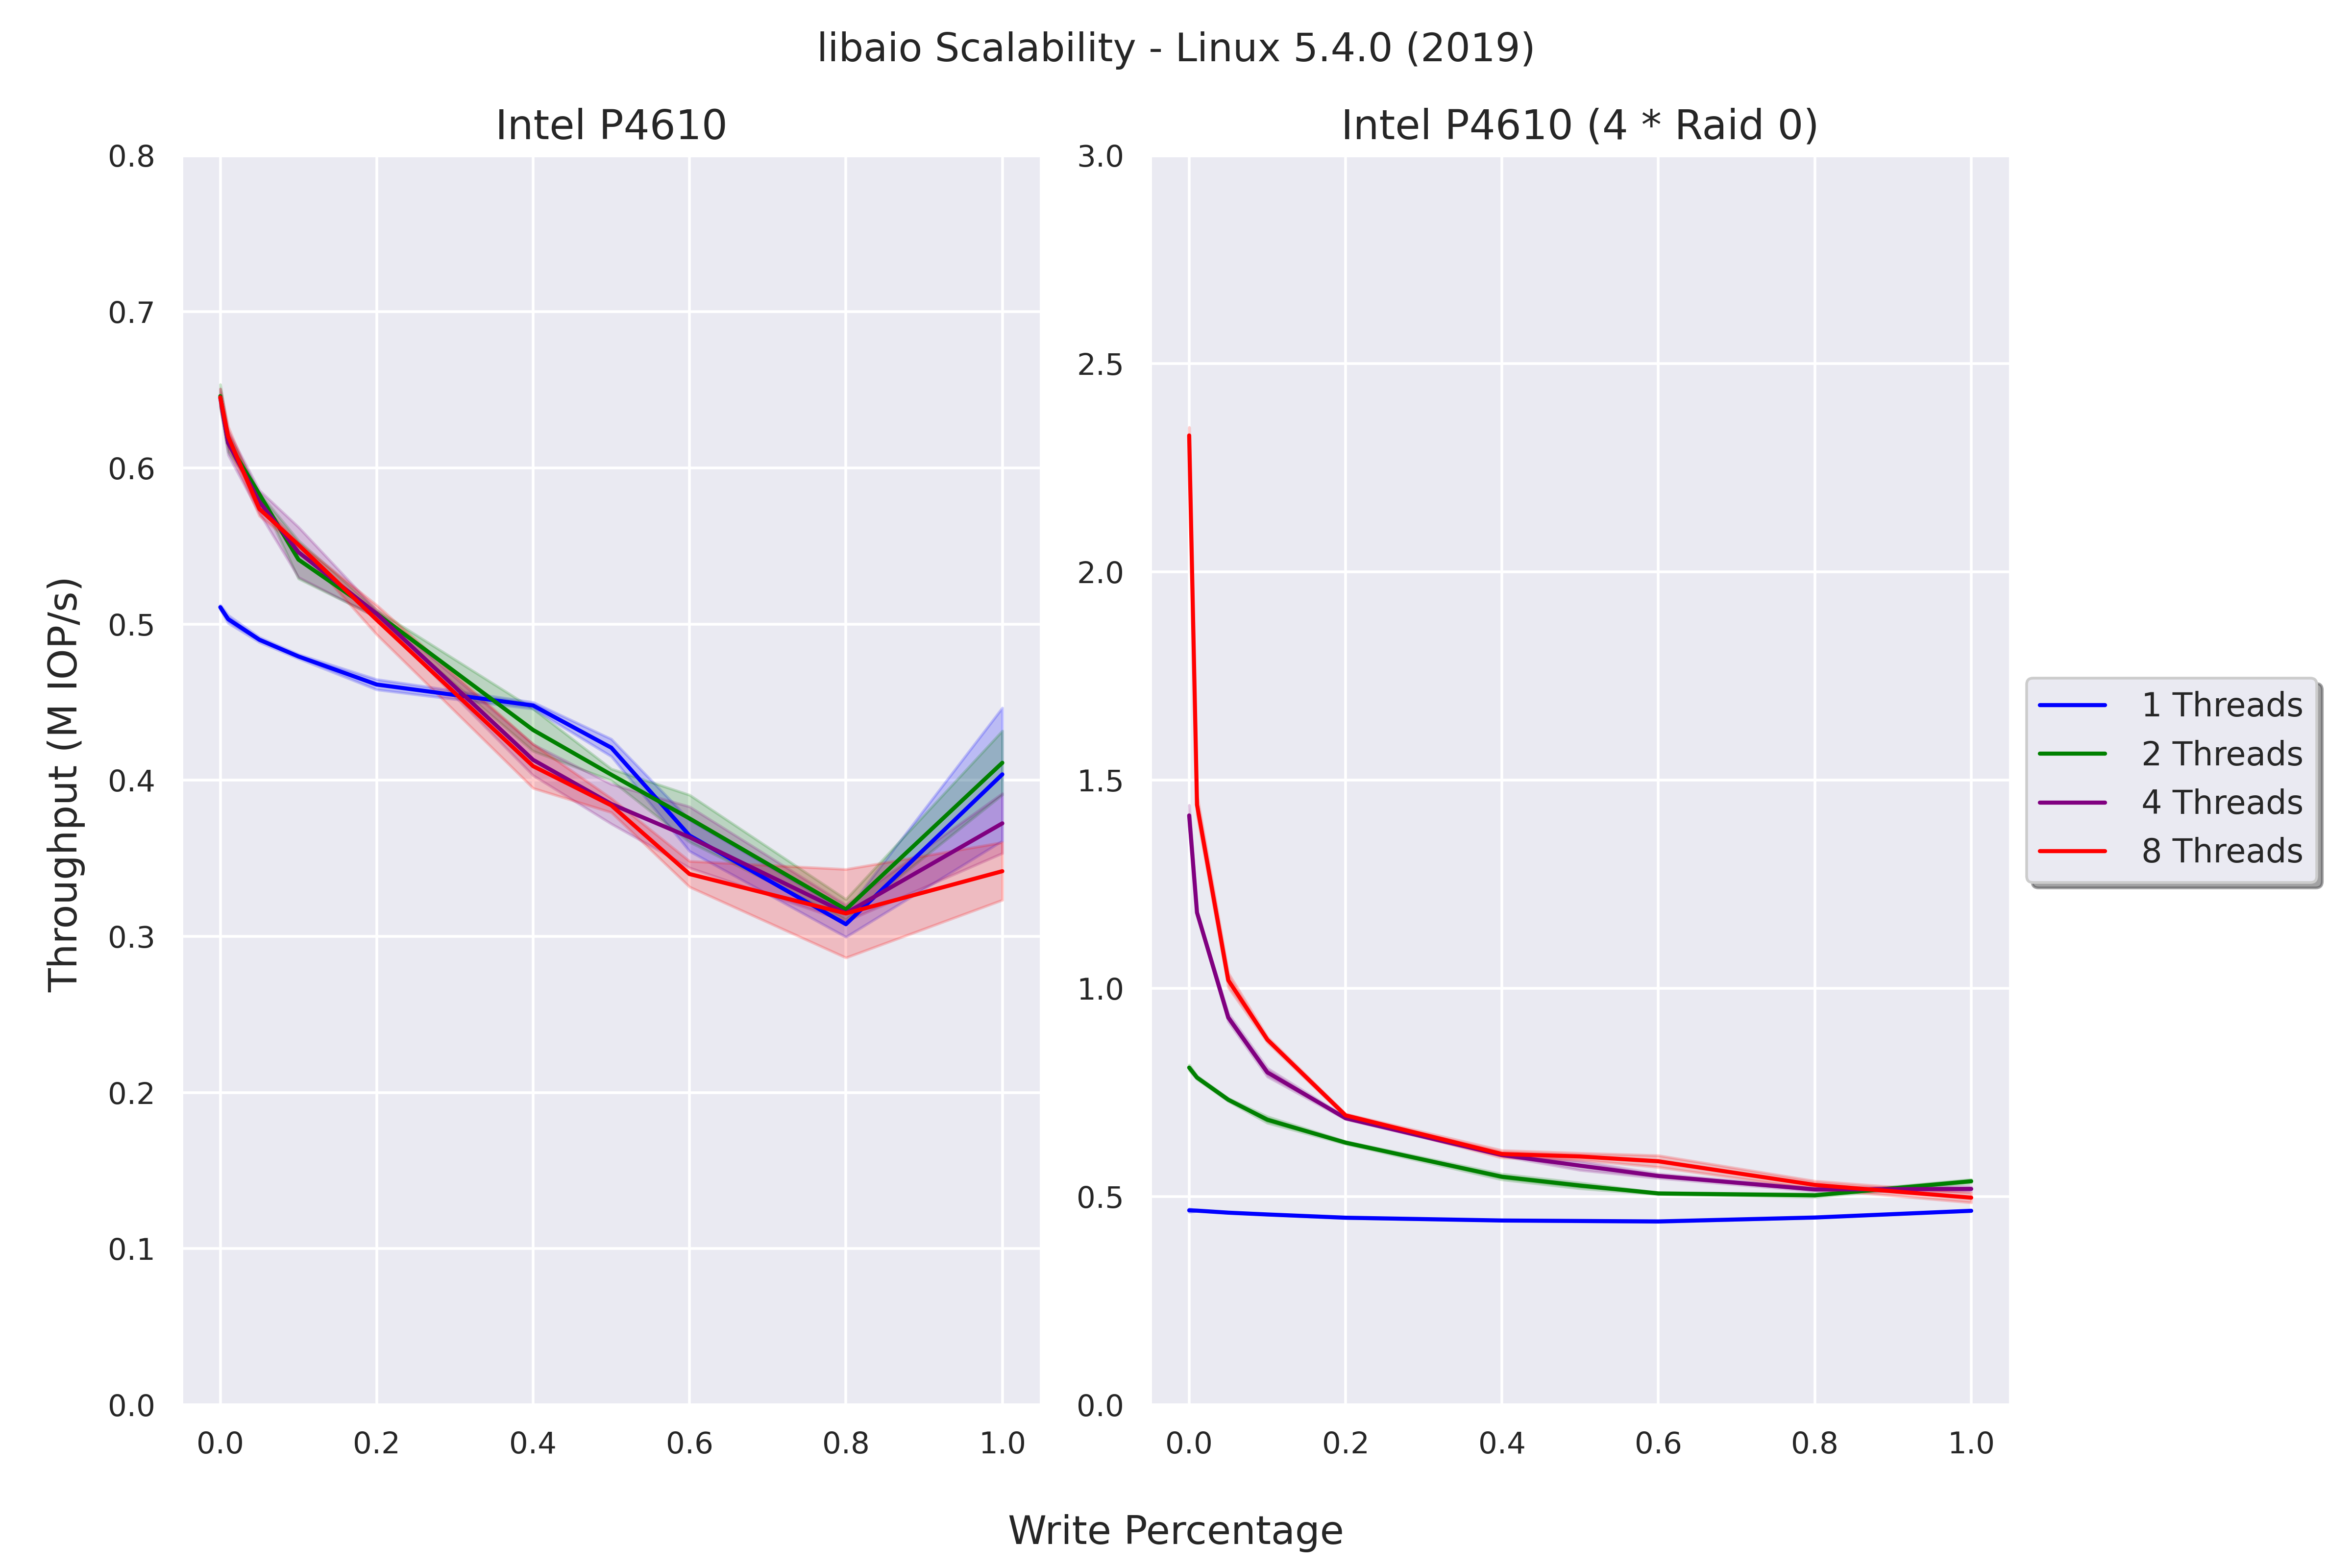 libaio Scalability - Linux 5.4.0 (2019)
Intel P4610
0.8
0.7
0.6
0.5
0.4
0.3
0.2
0.1
0.0
0.0 0.2 0.4 0.6 0.8 1.0
Throughput (M IOP/s)
Intel P4610 (4 * Raid 0)
3.0
2.5
2.0
1.5
1.0
0.5
0.0
0.0 0.2 0.4 0.6 0.8 1.0
1 Threads
2 Threads
4 Threads
8 Threads
Write Percentage